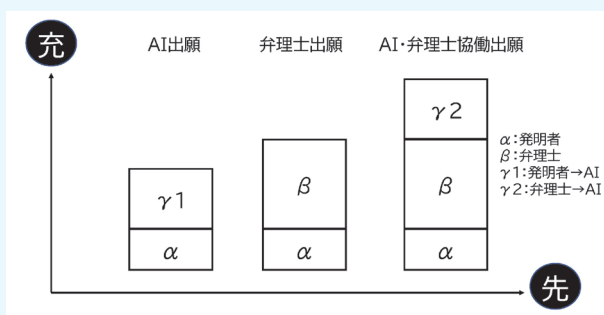 充
AI出願
弁理士出願
AI・弁理士協働出願
γ1
α
β
α
γ2
β
α
α:発明者
β:弁理士
γ1:発明者→AI
γ2:弁理士→AI
先